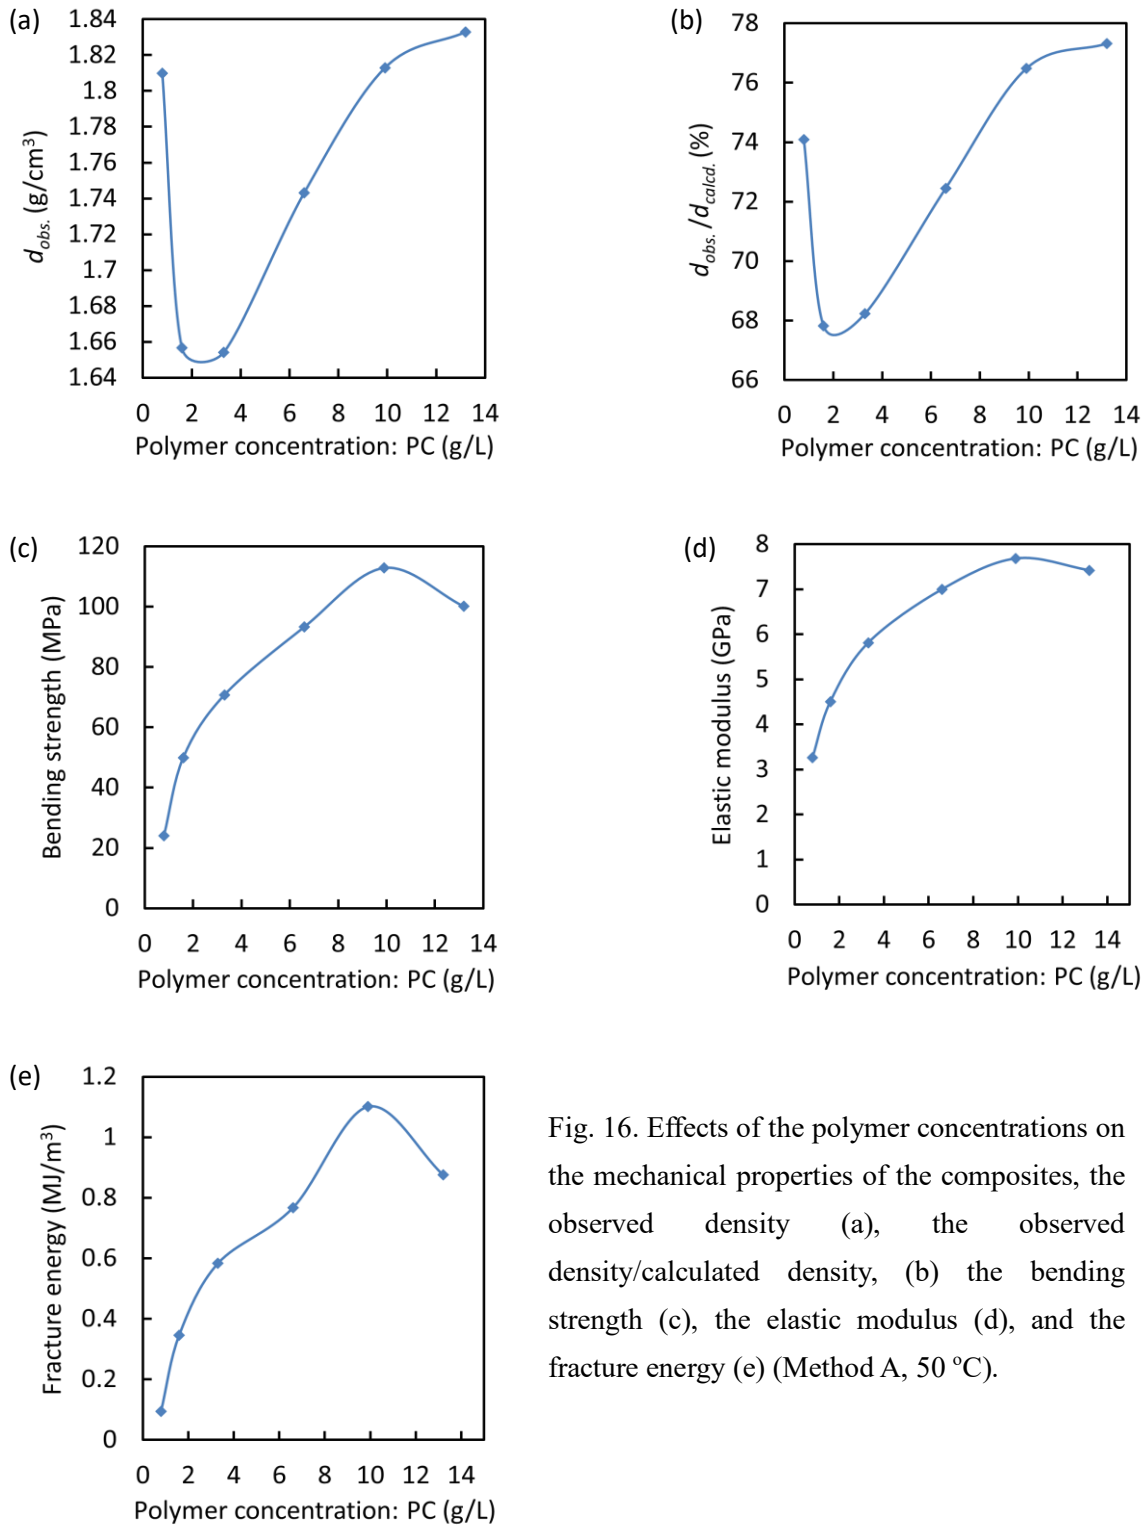 (a)
1.84
1.82
1.8
1.78
1.76
1.74
1.72
1.7
1.68
1.66
1.64
d_obs. (g/cm³)
0 2 4 6 8 10 12 14
Polymer concentration: PC (g/L)
(b)
78
76
74
72
70
68
66
d_obs./d_calcd. (%)
0 2 4 6 8 10 12 14
Polymer concentration: PC (g/L)
(c)
120
100
80
60
40
20
0
Bending strength (MPa)
0 2 4 6 8 10 12 14
Polymer concentration: PC (g/L)
(d)
8
7
6
5
4
3
2
1
0
Elastic modulus (GPa)
0 2 4 6 8 10 12 14
Polymer concentration: PC (g/L)
(e)
1.2
1
0.8
0.6
0.4
0.2
0
Fracture energy (MJ/m³)
0 2 4 6 8 10 12 14
Polymer concentration: PC (g/L)
Fig. 16. Effects of the polymer concentrations on
the mechanical properties of the composites, the
observed density (a), the observed
density/calculated density, (b) the bending
strength (c), the elastic modulus (d), and the
fracture energy (e) (Method A, 50 ºC).